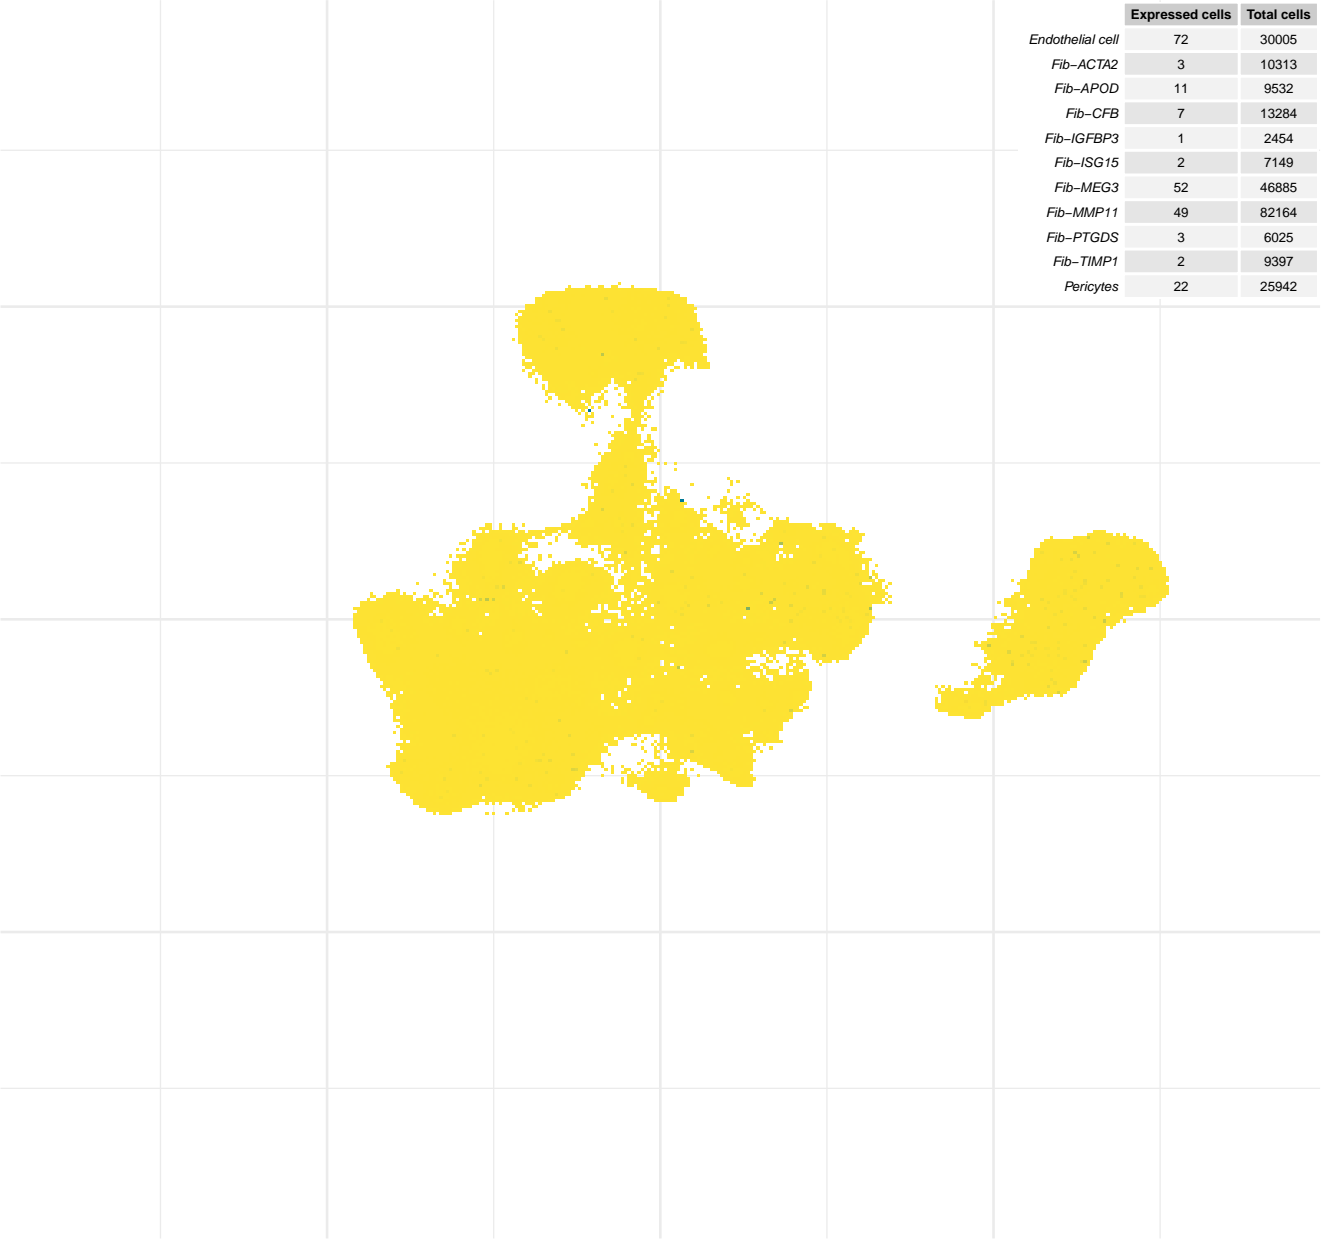 Expressed cells Total cells
Endothelial cell 72 30005
Fib−ACTA2 3 10313
Fib−APOD 11 9532
Fib−CFB 7 13284
Fib−IGFBP3 1 2454
Fib−ISG15 2 7149
Fib−MEG3 52 46885
Fib−MMP11 49 82164
Fib−PTGDS 3 6025
Fib−TIMP1 2 9397
Pericytes 22 25942